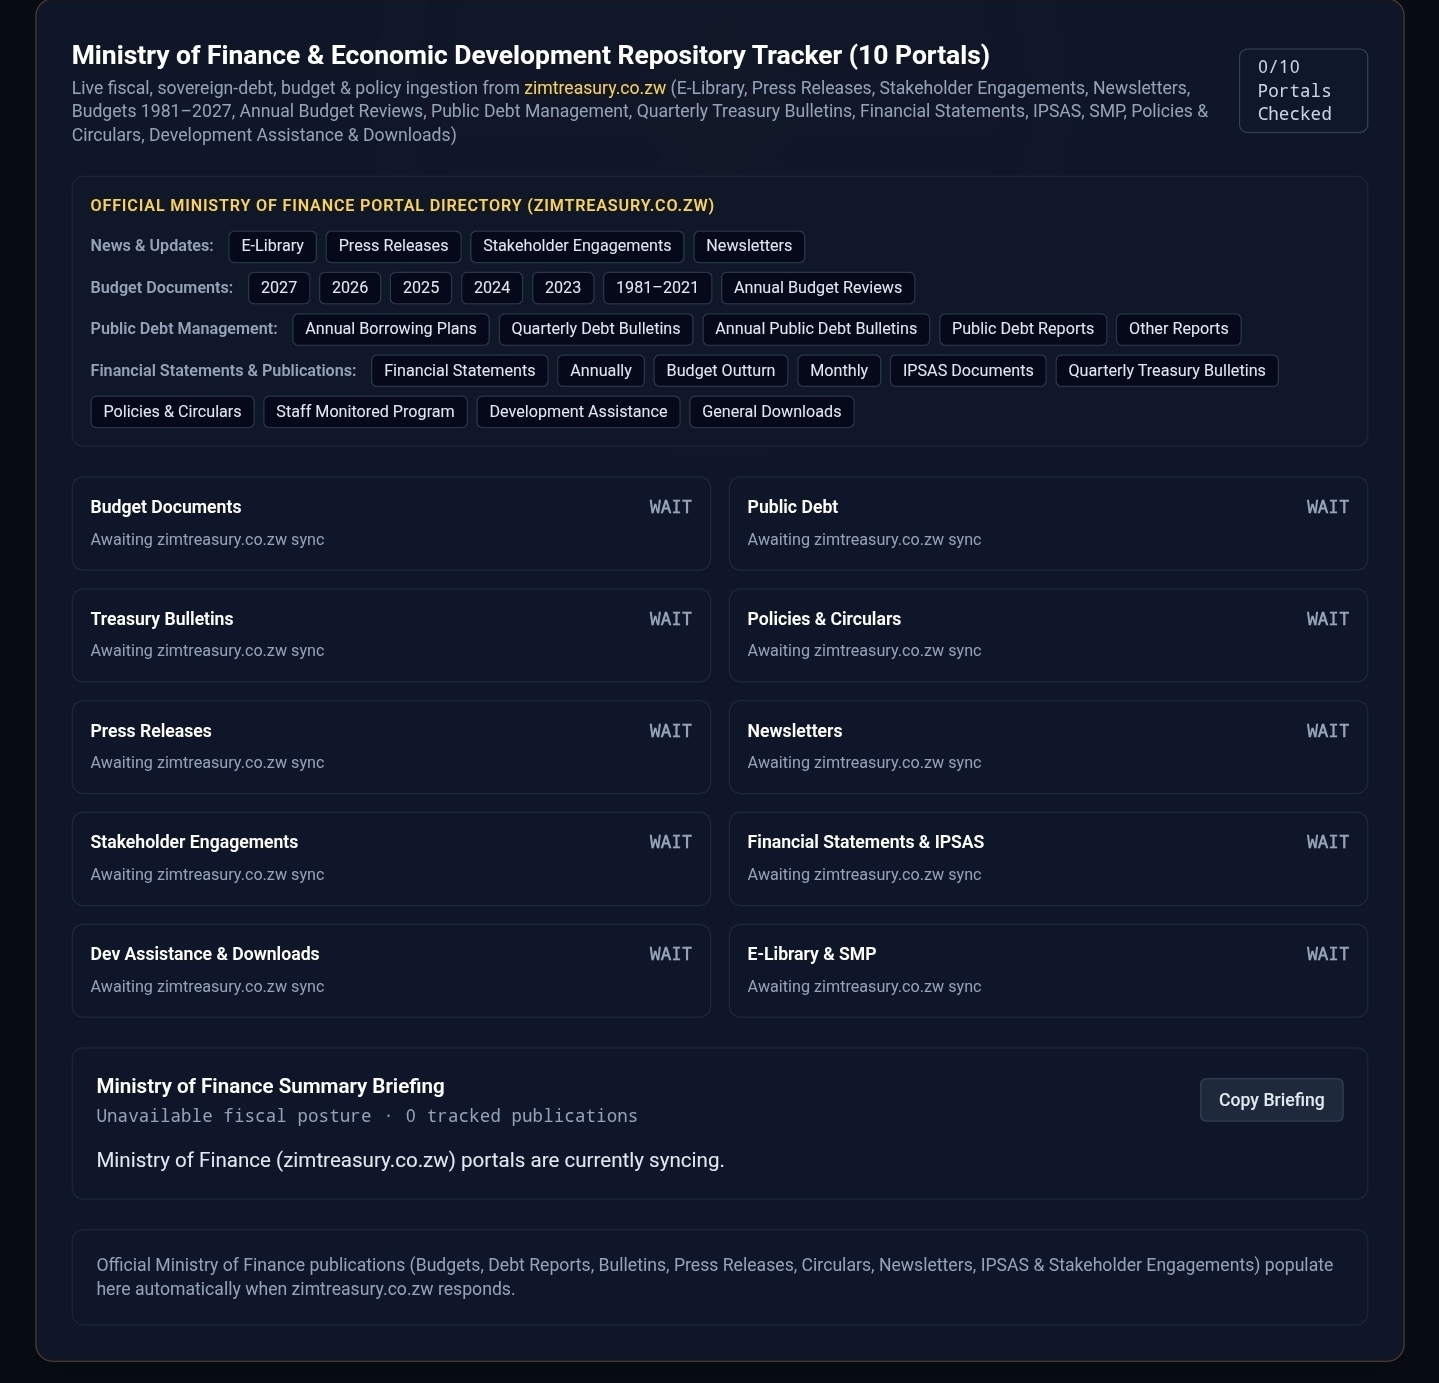 Ministry of Finance & Economic Development Repository Tracker (10 Portals)
Live fiscal, sovereign-debt, budget & policy ingestion from zimtreasury.co.zw (E-Library, Press Releases, Stakeholder Engagements, Newsletters,
Budgets 1981–2027, Annual Budget Reviews, Public Debt Management, Quarterly Treasury Bulletins, Financial Statements, IPSAS, SMP, Policies &
Circulars, Development Assistance & Downloads)
0/10
Portals
Checked
OFFICIAL MINISTRY OF FINANCE PORTAL DIRECTORY (ZIMTREASURY.CO.ZW)
News & Updates: E-Library Press Releases Stakeholder Engagements Newsletters
Budget Documents: 2027 2026 2025 2024 2023 1981–2021 Annual Budget Reviews
Public Debt Management: Annual Borrowing Plans Quarterly Debt Bulletins Annual Public Debt Bulletins Public Debt Reports Other Reports
Financial Statements & Publications: Financial Statements Annually Budget Outturn Monthly IPSAS Documents Quarterly Treasury Bulletins
Policies & Circulars Staff Monitored Program Development Assistance General Downloads
Budget Documents WAIT
Awaiting zimtreasury.co.zw sync
Public Debt WAIT
Awaiting zimtreasury.co.zw sync
Treasury Bulletins WAIT
Awaiting zimtreasury.co.zw sync
Policies & Circulars WAIT
Awaiting zimtreasury.co.zw sync
Press Releases WAIT
Awaiting zimtreasury.co.zw sync
Newsletters WAIT
Awaiting zimtreasury.co.zw sync
Stakeholder Engagements WAIT
Awaiting zimtreasury.co.zw sync
Financial Statements & IPSAS WAIT
Awaiting zimtreasury.co.zw sync
Dev Assistance & Downloads WAIT
Awaiting zimtreasury.co.zw sync
E-Library & SMP WAIT
Awaiting zimtreasury.co.zw sync
Ministry of Finance Summary Briefing
Unavailable fiscal posture · 0 tracked publications
Copy Briefing
Ministry of Finance (zimtreasury.co.zw) portals are currently syncing.
Official Ministry of Finance publications (Budgets, Debt Reports, Bulletins, Press Releases, Circulars, Newsletters, IPSAS & Stakeholder Engagements) populate
here automatically when zimtreasury.co.zw responds.